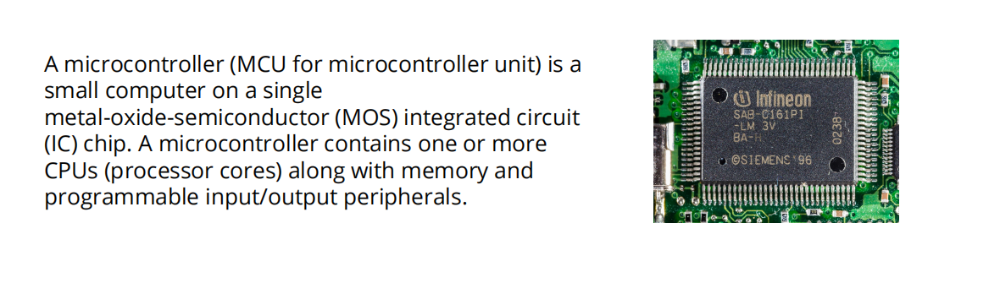 A microcontroller (MCU for microcontroller unit) is a
small computer on a single
metal-oxide-semiconductor (MOS) integrated circuit
(IC) chip. A microcontroller contains one or more
CPUs (processor cores) along with memory and
programmable input/output peripherals.
Infineon
SAB-C161PI
-LM 3V
BA-
0238
©SIEMENS '96